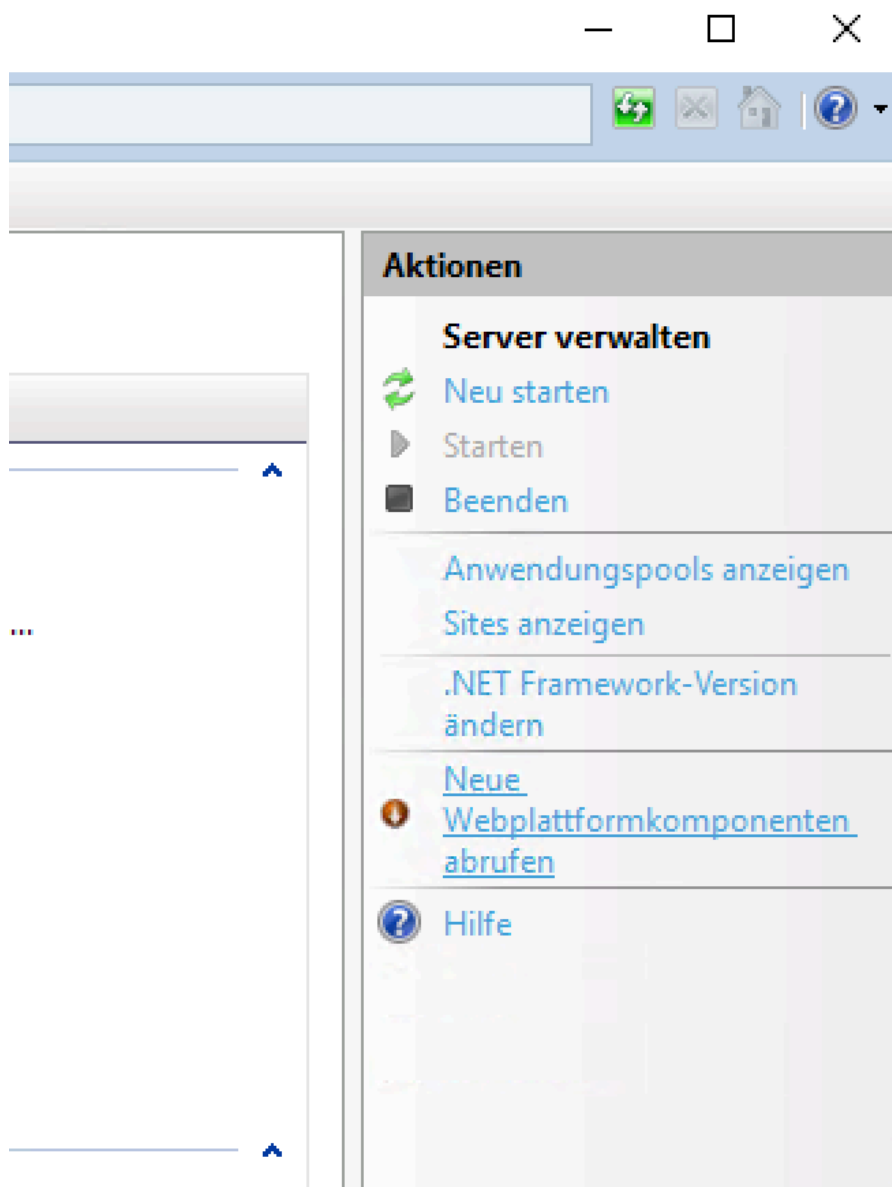 Aktionen
Server verwalten
Neu starten
Starten
Beenden
Anwendungspools anzeigen
...
Sites anzeigen
.NET Framework-Version
ändern
Neue
Webplattformkomponenten
abrufen
Hilfe